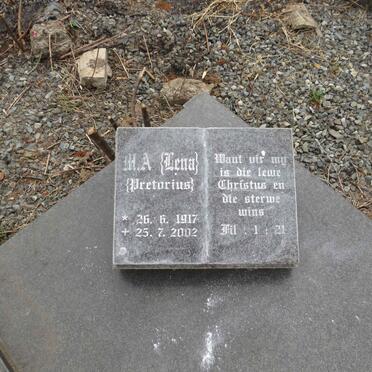 M.A {Lena}
{Pretorius}
* 26. 6. 1917
+ 25. 7. 2002
Want vir my
is die lewe
Christus en
die sterwe
wins
Fil : 1 : 21